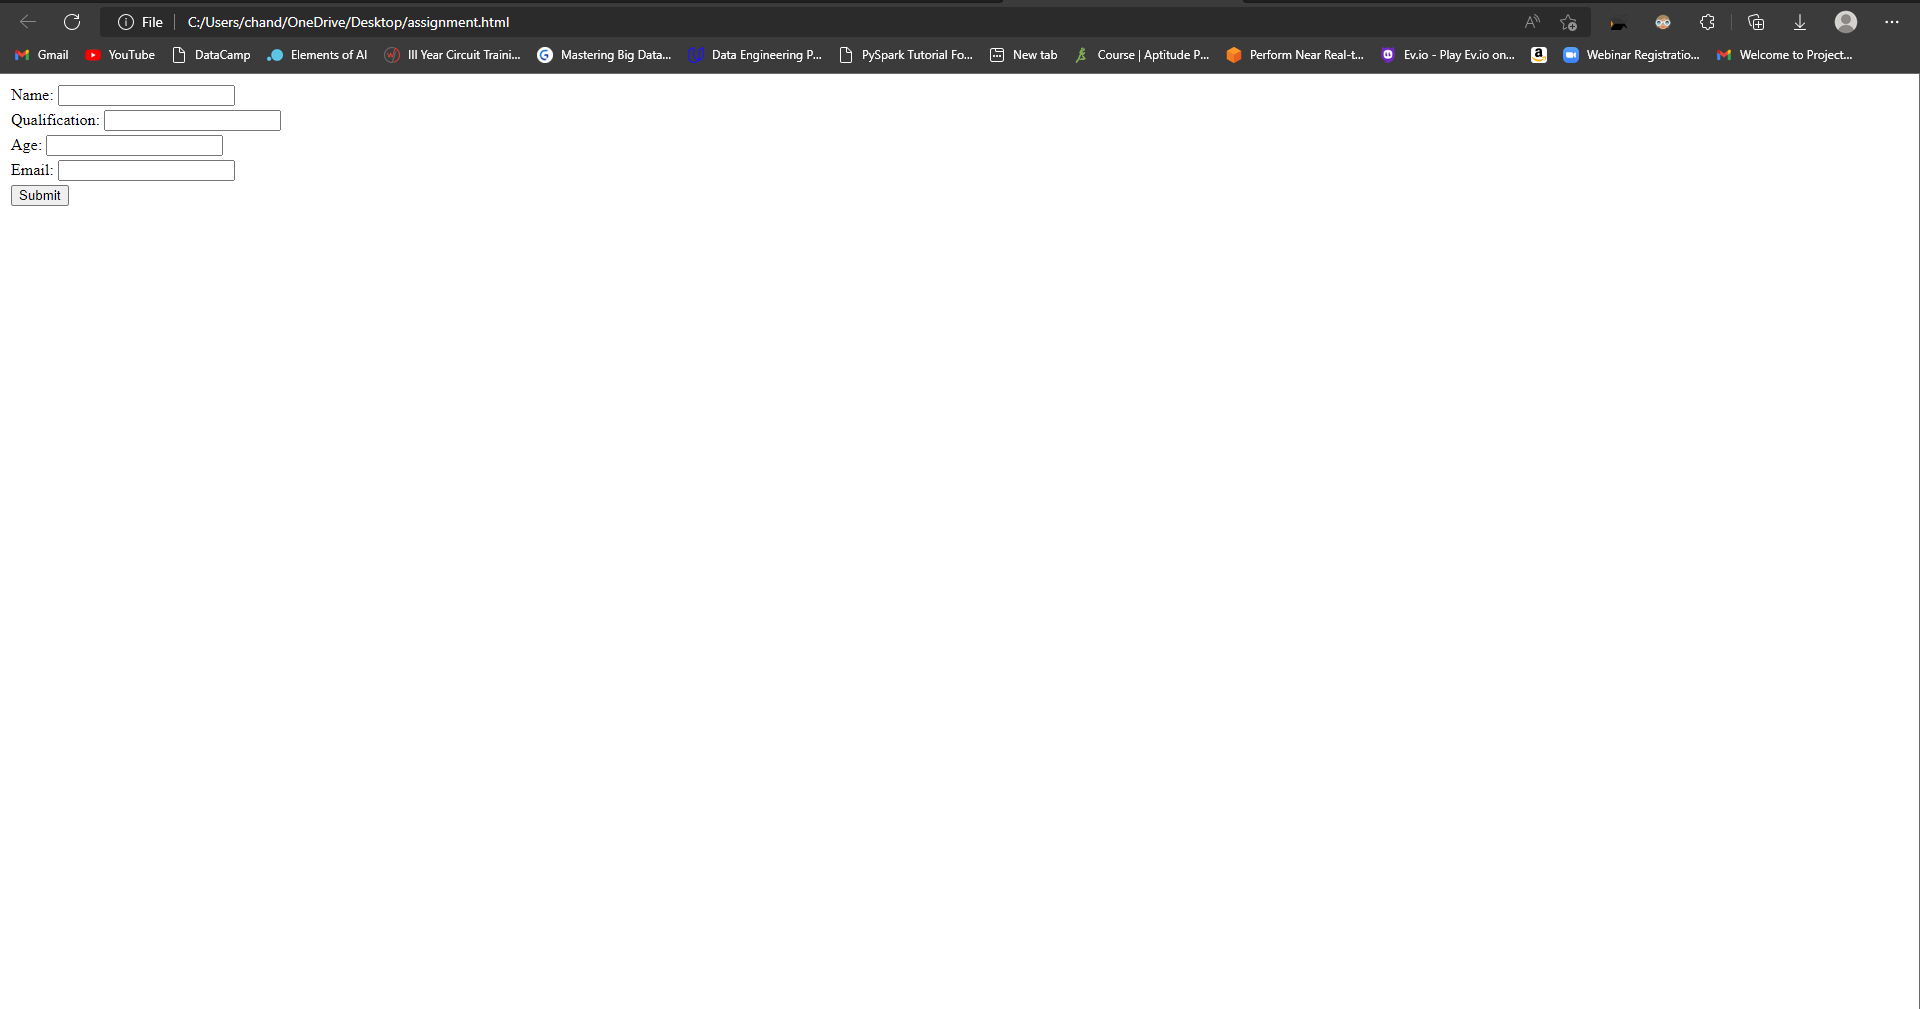 File C:/Users/chand/OneDrive/Desktop/assignment.html
Gmail YouTube DataCamp Elements of AI III Year Circuit Traini... Mastering Big Data... Data Engineering P... PySpark Tutorial Fo... New tab Course | Aptitude P... Perform Near Real-t... Ev.io - Play Ev.io on... Webinar Registratio... Welcome to Project...
Name:
Qualification:
Age:
Email:
Submit